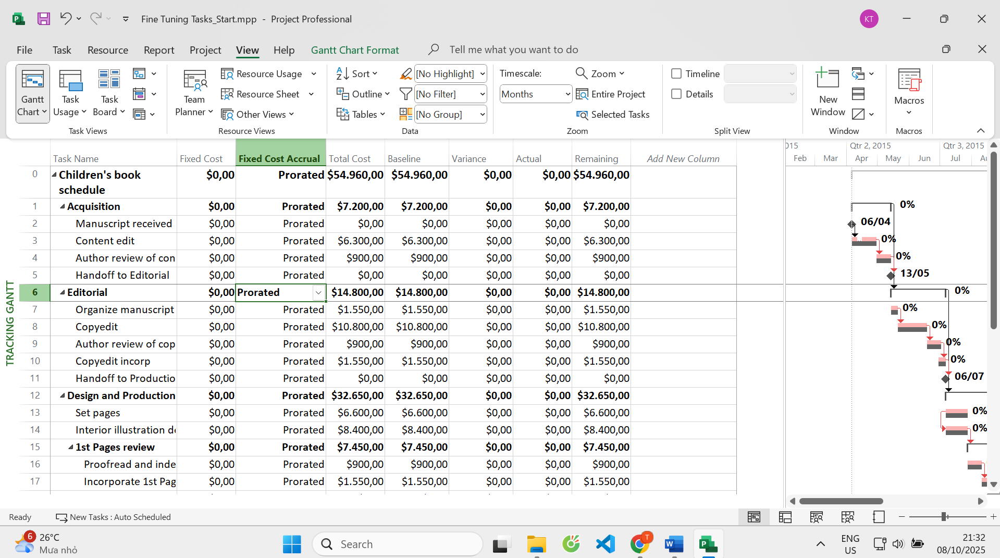 Fine Tuning Tasks_Start.mpp - Project Professional
KT
File Task Resource Report Project View Help Gantt Chart Format Tell me what you want to do
Gantt Chart
Task Usage
Task Board
Task Views
Team Planner
Resource Usage
Resource Sheet
Other Views
Resource Views
Sort
Outline
Tables
[No Highlight]
[No Filter]
[No Group]
Data
Timescale:
Months
Zoom
Entire Project
Selected Tasks
Zoom
Timeline
Details
Split View
New Window
Window
Macros
Macros
TRACKING GANTT
Task Name Fixed Cost Fixed Cost Accrual Total Cost Baseline Variance Actual Remaining Add New Column
0 Children's book schedule $0,00 Prorated $54.960,00 $54.960,00 $0,00 $0,00 $54.960,00
1 Acquisition $0,00 Prorated $7.200,00 $7.200,00 $0,00 $0,00 $7.200,00
2 Manuscript received $0,00 Prorated $0,00 $0,00 $0,00 $0,00 $0,00
3 Content edit $0,00 Prorated $6.300,00 $6.300,00 $0,00 $0,00 $6.300,00
4 Author review of con $0,00 Prorated $900,00 $900,00 $0,00 $0,00 $900,00
5 Handoff to Editorial $0,00 Prorated $0,00 $0,00 $0,00 $0,00 $0,00
6 Editorial $0,00 Prorated $14.800,00 $14.800,00 $0,00 $0,00 $14.800,00
7 Organize manuscript $0,00 Prorated $1.550,00 $1.550,00 $0,00 $0,00 $1.550,00
8 Copyedit $0,00 Prorated $10.800,00 $10.800,00 $0,00 $0,00 $10.800,00
9 Author review of cop $0,00 Prorated $900,00 $900,00 $0,00 $0,00 $900,00
10 Copyedit incorp $0,00 Prorated $1.550,00 $1.550,00 $0,00 $0,00 $1.550,00
11 Handoff to Productio $0,00 Prorated $0,00 $0,00 $0,00 $0,00 $0,00
12 Design and Production $0,00 Prorated $32.650,00 $32.650,00 $0,00 $0,00 $32.650,00
13 Set pages $0,00 Prorated $6.600,00 $6.600,00 $0,00 $0,00 $6.600,00
14 Interior illustration d $0,00 Prorated $8.400,00 $8.400,00 $0,00 $0,00 $8.400,00
15 1st Pages review $0,00 Prorated $7.450,00 $7.450,00 $0,00 $0,00 $7.450,00
16 Proofread and inde $0,00 Prorated $900,00 $900,00 $0,00 $0,00 $900,00
17 Incorporate 1st Pag $0,00 Prorated $1.550,00 $1.550,00 $0,00 $0,00 $1.550,00
015 Qtr 2, 2015 Qtr 3, 2015
Feb Mar Apr May Jun Jul
0%
06/04
0%
0%
13/05
0%
0%
0%
0%
0%
06/07
0%
0%
Ready New Tasks : Auto Scheduled
6
26°C
Mưa nhỏ
Search
T
ENG
US
21:32
08/10/2025